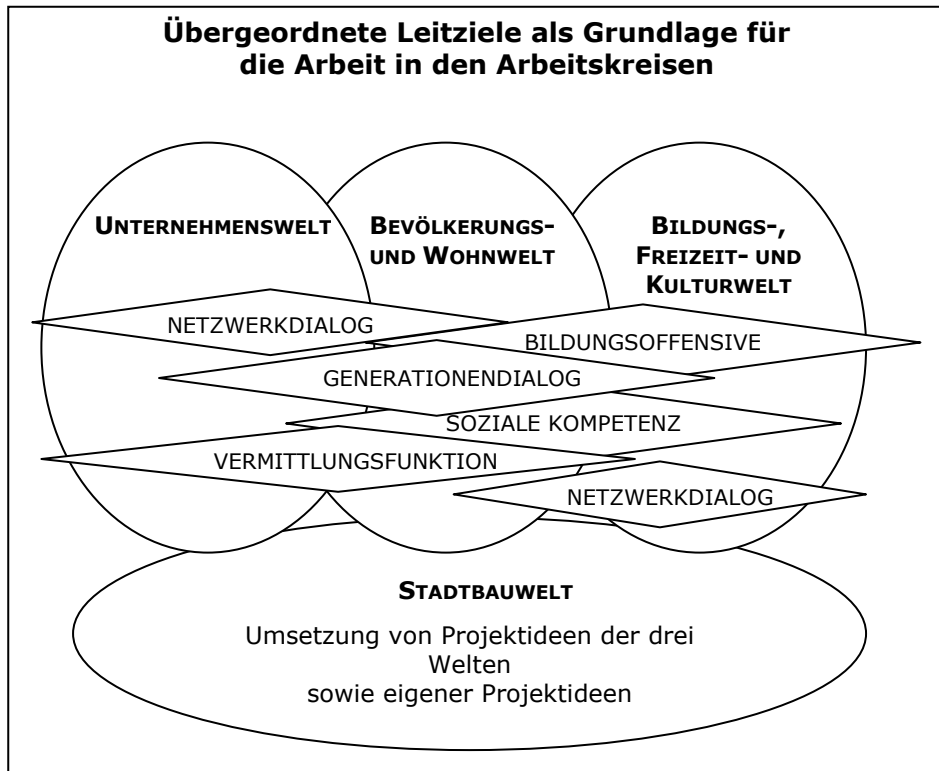 Übergeordnete Leitziele als Grundlage für
die Arbeit in den Arbeitskreisen
UNTERNEHMENSWELT
BEVÖLKERUNGS-
UND WOHNWELT
BILDUNGS-,
FREIZEIT- UND
KULTURWELT
NETZWERKDIALOG
BILDUNGSOFFENSIVE
GENERATIONENDIALOG
SOZIALE KOMPETENZ
VERMITTLUNGSFUNKTION
NETZWERKDIALOG
STADTBAUWELT
Umsetzung von Projektideen der drei
Welten
sowie eigener Projektideen